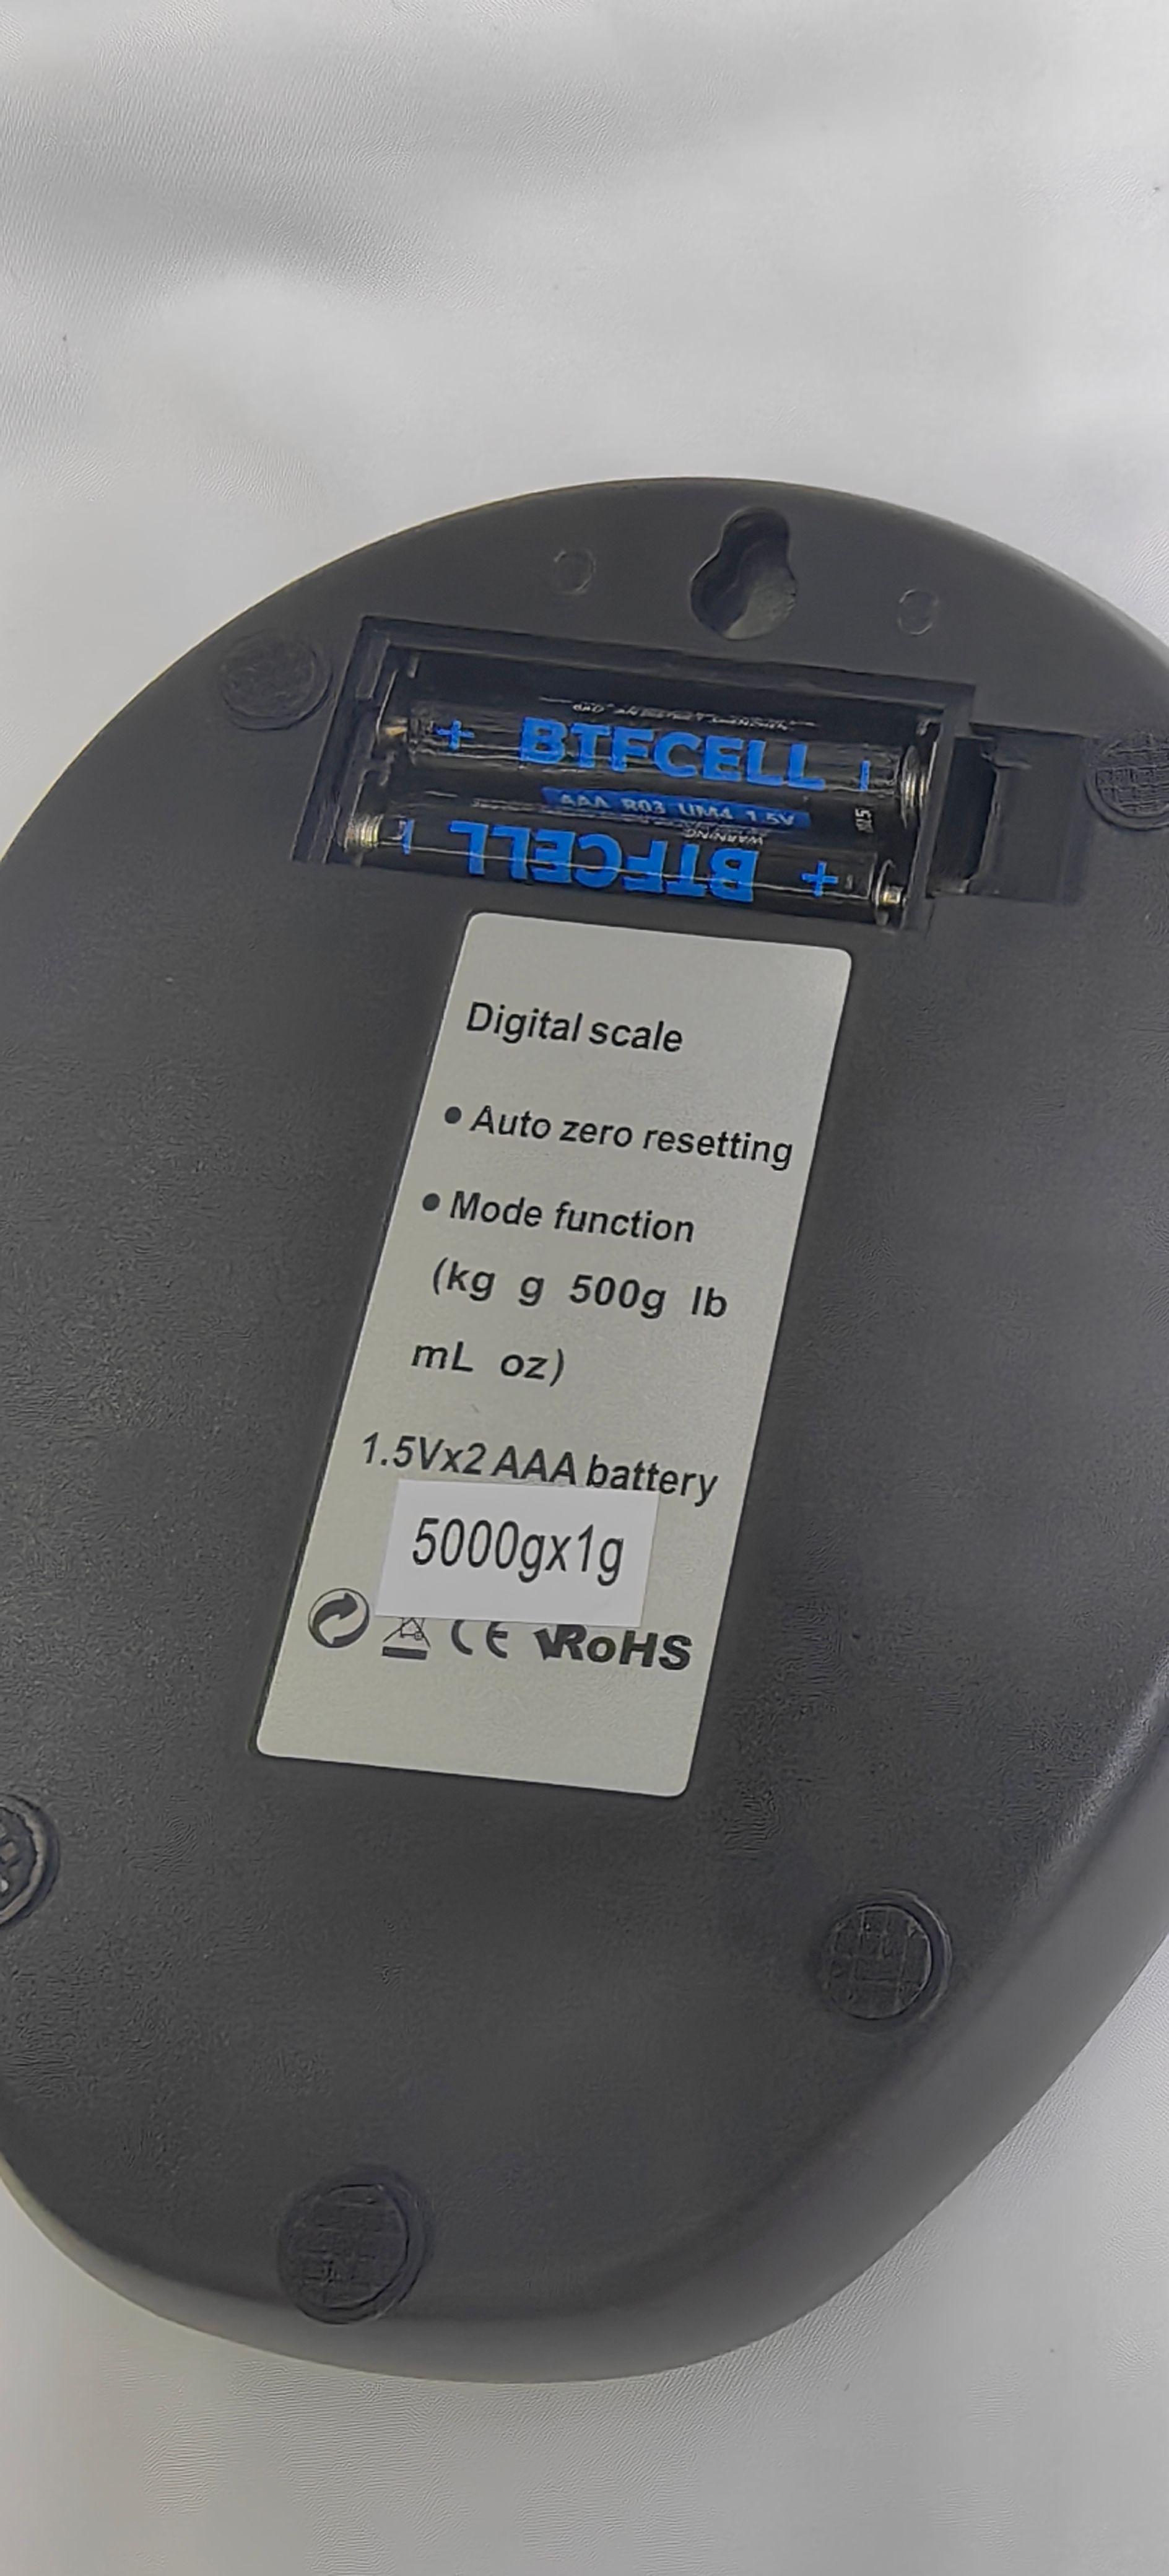 + BTFCELL -
AAA R03 UM4 1.5V
WARNING
- BTFCELL +
Digital scale
• Auto zero resetting
• Mode function
(kg g 500g lb
mL oz)
1.5Vx2 AAA battery
5000gx1g
CE RoHS